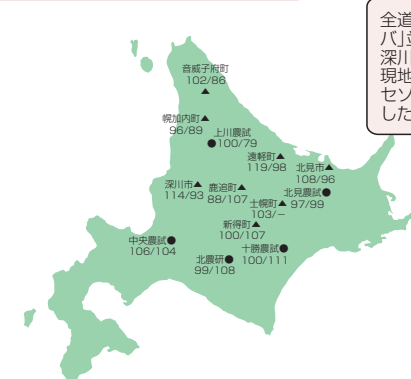 全道
バ」立
深川
現地
セソ
した
音威子府町
102/86
幌加内町▲
96/89
上川農試
●100/79
遠軽町▲
119/98
北見市▲
108/96
深川市▲
114/93
鹿追町▲
88/107
北見農試●
97/99
士幌町▲
103/−
新得町▲
100/107
中央農試●
106/104
十勝農試●
100/111
北農研●
99/108